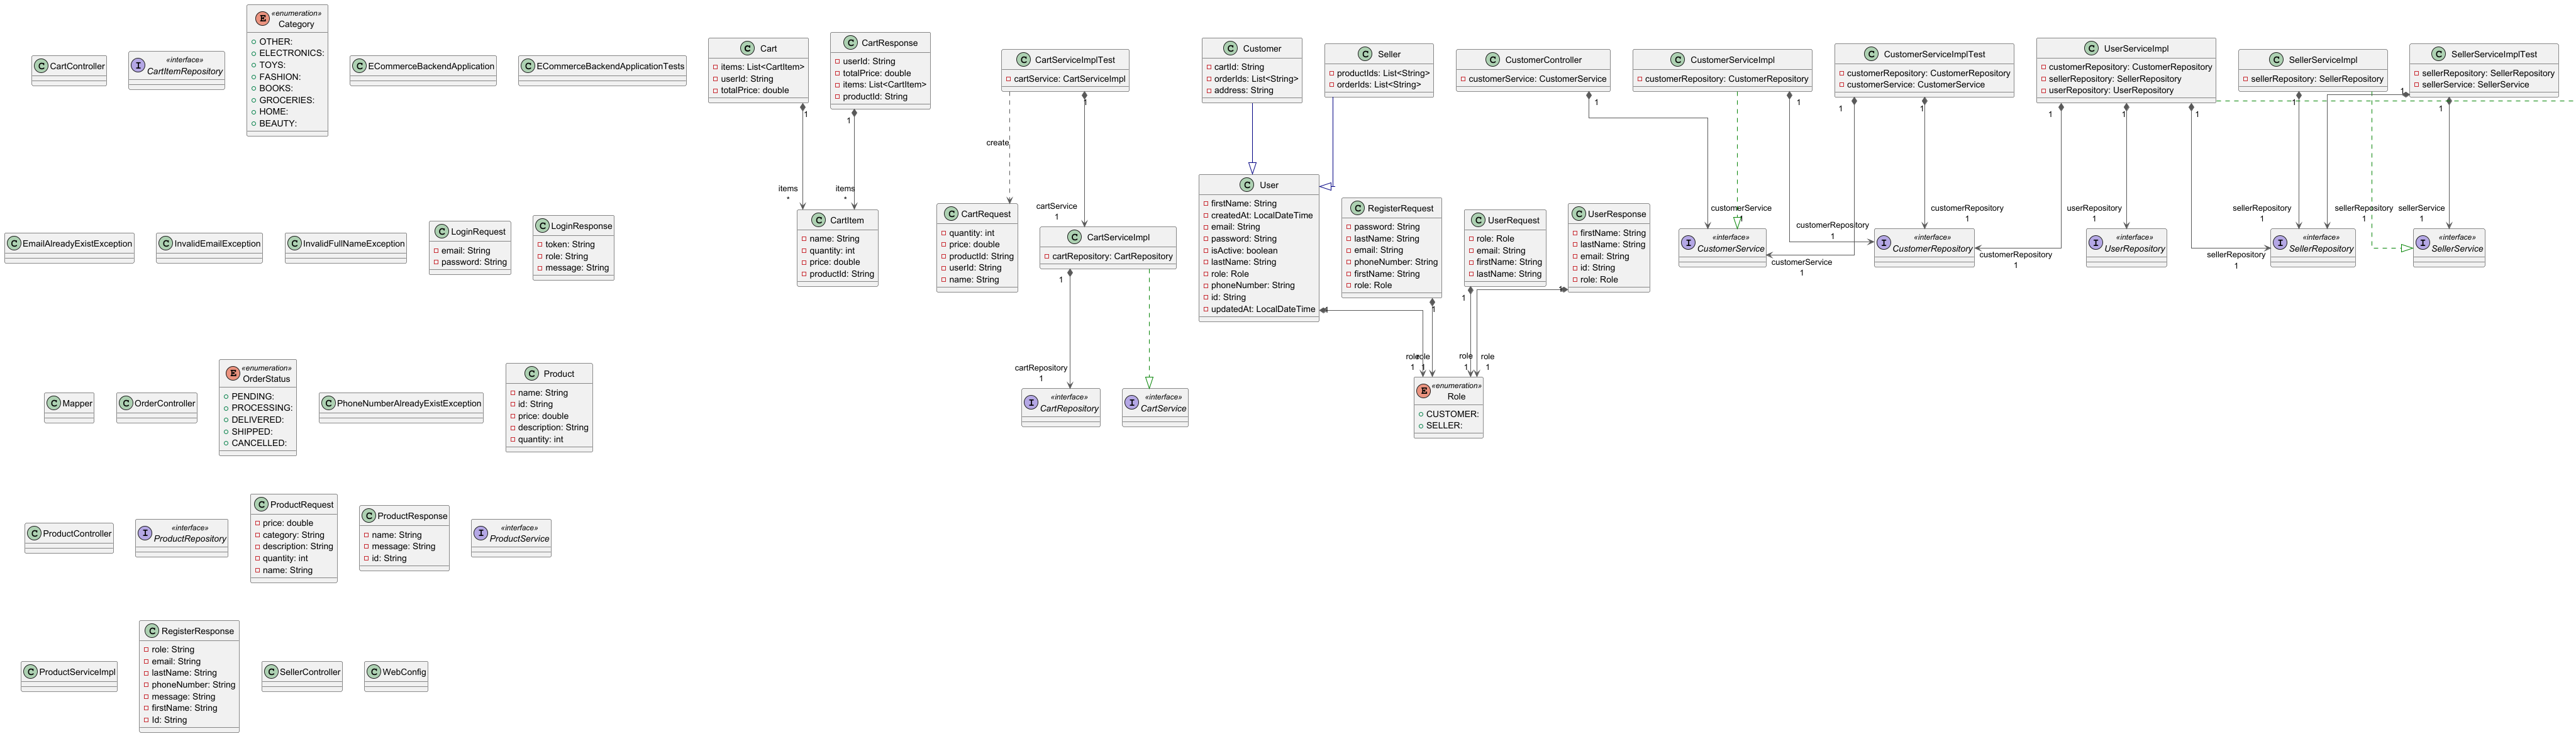 CartController
«interface»
CartItemRepository
«enumeration»
Category
OTHER:
ELECTRONICS:
TOYS:
FASHION:
BOOKS:
GROCERIES:
HOME:
BEAUTY:
ECommerceBackendApplication
ECommerceBackendApplicationTests
Cart
items: List<CartItem>
userId: String
totalPrice: double
CartResponse
userId: String
totalPrice: double
items: List<CartItem>
productId: String
CartServiceImplTest
cartService: CartServiceImpl
Customer
cartId: String
orderIds: List<String>
address: String
Seller
productIds: List<String>
orderIds: List<String>
CustomerController
customerService: CustomerService
CustomerServiceImpl
customerRepository: CustomerRepository
CustomerServiceImplTest
customerRepository: CustomerRepository
customerService: CustomerService
UserServiceImpl
customerRepository: CustomerRepository
sellerRepository: SellerRepository
userRepository: UserRepository
SellerServiceImpl
sellerRepository: SellerRepository
SellerServiceImplTest
sellerRepository: SellerRepository
sellerService: SellerService
1
1
1
1
1
1
1
1
1
1
1
1
1
create
items
*
items
*
cartService
1
customerService
1
customerRepository
1
customerRepository
1
customerService
1
userRepository
1
customerRepository
1
sellerRepository
1
sellerRepository
1
sellerRepository
1
sellerService
1
EmailAlreadyExistException
InvalidEmailException
InvalidFullNameException
LoginRequest
email: String
password: String
LoginResponse
token: String
role: String
message: String
CartItem
name: String
quantity: int
price: double
productId: String
CartRequest
quantity: int
price: double
productId: String
userId: String
name: String
CartServiceImpl
cartRepository: CartRepository
User
firstName: String
createdAt: LocalDateTime
email: String
password: String
isActive: boolean
lastName: String
role: Role
phoneNumber: String
id: String
updatedAt: LocalDateTime
RegisterRequest
password: String
lastName: String
email: String
phoneNumber: String
firstName: String
role: Role
UserRequest
role: Role
email: String
firstName: String
lastName: String
UserResponse
firstName: String
lastName: String
email: String
id: String
role: Role
«interface»
CustomerService
«interface»
CustomerRepository
«interface»
UserRepository
«interface»
SellerRepository
«interface»
SellerService
1
1
1
1
1
cartRepository
1
role
1
role
1
role
1
role
1
Mapper
OrderController
«enumeration»
OrderStatus
PENDING:
PROCESSING:
DELIVERED:
SHIPPED:
CANCELLED:
PhoneNumberAlreadyExistException
Product
name: String
id: String
price: double
description: String
quantity: int
«interface»
CartRepository
«interface»
CartService
«enumeration»
Role
CUSTOMER:
SELLER:
ProductController
«interface»
ProductRepository
ProductRequest
price: double
category: String
description: String
quantity: int
name: String
ProductResponse
name: String
message: String
id: String
«interface»
ProductService
ProductServiceImpl
RegisterResponse
role: String
email: String
lastName: String
phoneNumber: String
message: String
firstName: String
Id: String
SellerController
WebConfig